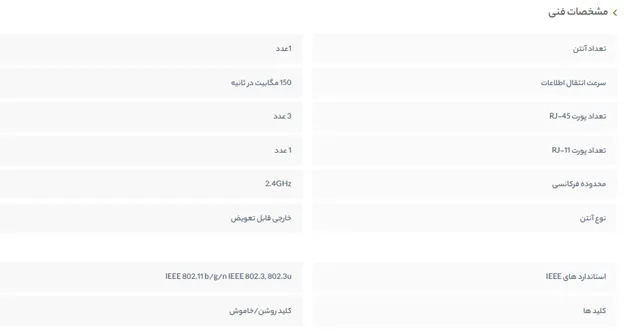 مشخصات فنی
تعداد آنتن
1عدد
سرعت انتقال اطلاعات
150 مگابیت در ثانیه
تعداد پورت RJ-45
3 عدد
تعداد پورت RJ-11
1 عدد
محدوده فرکانسی
2.4GHz
نوع آنتن
خارجی قابل تعویض
استاندارد های IEEE
IEEE 802.11 b/g/n IEEE 802.3, 802.3u
کلید ها
کلید روشن/خاموش